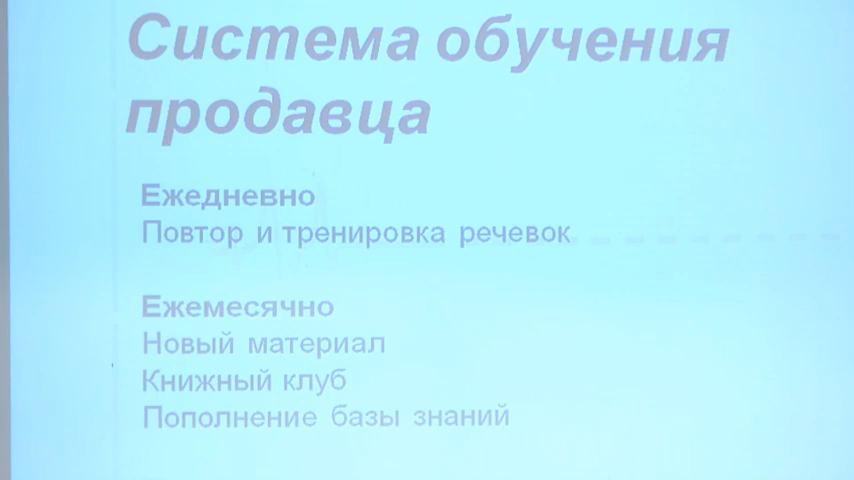 Система обучения
продавца
Ежедневно
Повтор и тренировка речевок
Ежемесячно
Новый материал
Книжный клуб
Пополнение базы знаний